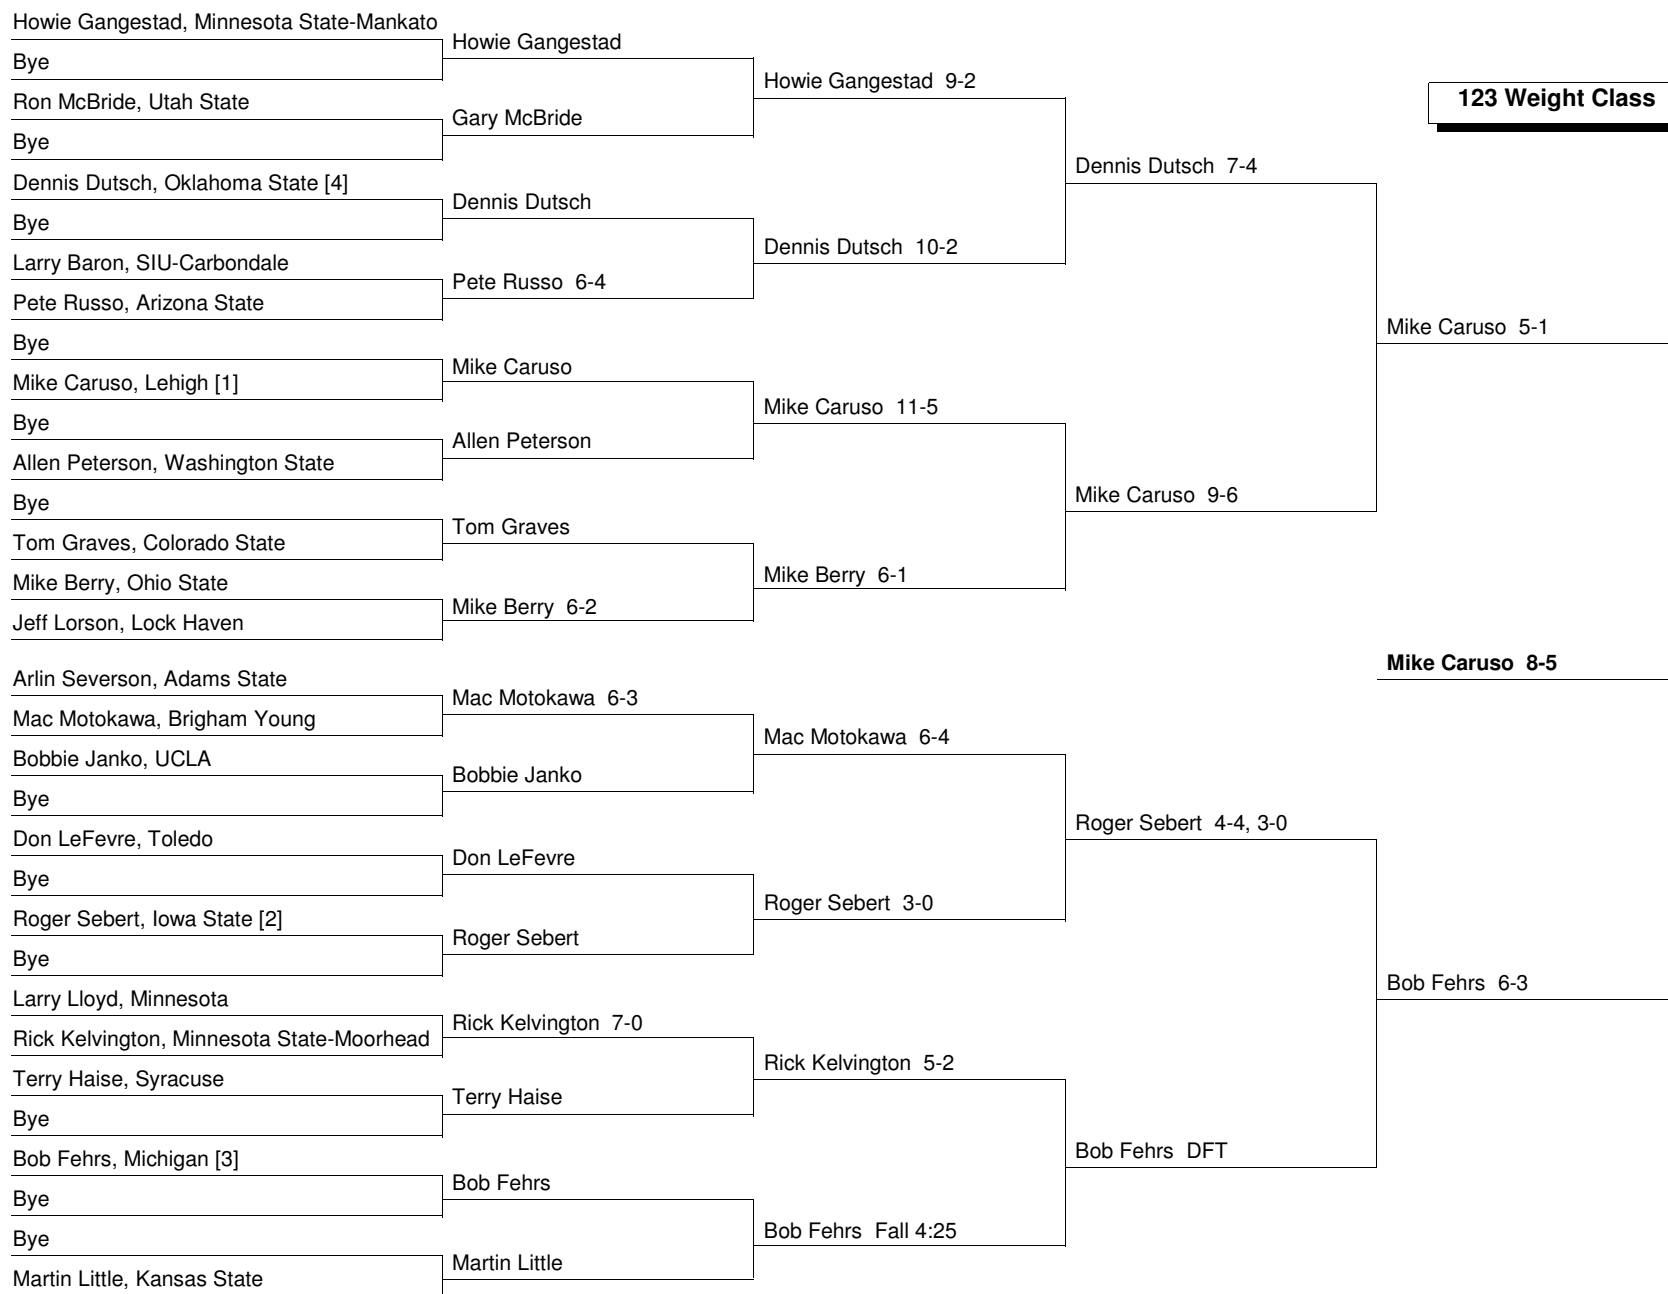 Howie Gangestad, Minnesota State-Mankato
Bye
Ron McBride, Utah State
Bye
Dennis Dutsch, Oklahoma State [4]
Bye
Larry Baron, SIU-Carbondale
Pete Russo, Arizona State
Bye
Mike Caruso, Lehigh [1]
Bye
Allen Peterson, Washington State
Bye
Tom Graves, Colorado State
Mike Berry, Ohio State
Jeff Lorson, Lock Haven
Arlin Severson, Adams State
Mac Motokawa, Brigham Young
Bobbie Janko, UCLA
Bye
Don LeFevre, Toledo
Bye
Roger Sebert, Iowa State [2]
Bye
Larry Lloyd, Minnesota
Rick Kelvington, Minnesota State-Moorhead
Terry Haise, Syracuse
Bye
Bob Fehrs, Michigan [3]
Bye
Bye
Martin Little, Kansas State
Howie Gangestad
Gary McBride
Dennis Dutsch
Pete Russo 6-4
Mike Caruso
Allen Peterson
Tom Graves
Mike Berry 6-2
Mac Motokawa 6-3
Bobbie Janko
Don LeFevre
Roger Sebert
Rick Kelvington 7-0
Terry Haise
Bob Fehrs
Martin Little
Howie Gangestad 9-2
Dennis Dutsch 10-2
Mike Caruso 11-5
Mike Berry 6-1
Mac Motokawa 6-4
Roger Sebert 3-0
Rick Kelvington 5-2
Bob Fehrs Fall 4:25
Dennis Dutsch 7-4
Mike Caruso 9-6
Roger Sebert 4-4, 3-0
Bob Fehrs DFT
123 Weight Class
Mike Caruso 5-1
Mike Caruso 8-5
Bob Fehrs 6-3